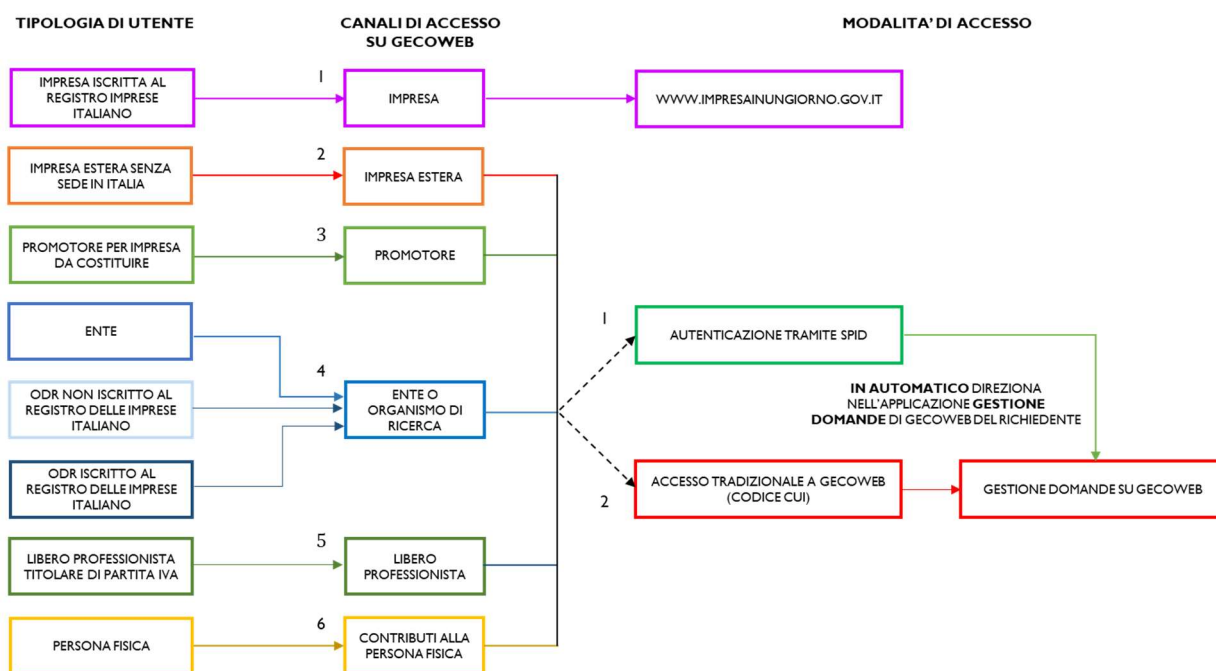 TIPOLOGIA DI UTENTE
CANALI DI ACCESSO
SU GECOWEB
MODALITA’ DI ACCESSO
IMPRESA ISCRITTA AL
REGISTRO IMPRESE
ITALIANO
1
IMPRESA
WWW.IMPRESAINUNGIORNO.GOV.IT
IMPRESA ESTERA SENZA
SEDE IN ITALIA
2
IMPRESA ESTERA
PROMOTORE PER IMPRESA
DA COSTITUIRE
3
PROMOTORE
ENTE
ODR NON ISCRITTO AL
REGISTRO DELLE IMPRESE
ITALIANO
ODR ISCRITTO AL
REGISTRO DELLE IMPRESE
ITALIANO
4
ENTE O
ORGANISMO DI
RICERCA
1
AUTENTICAZIONE TRAMITE SPID
IN AUTOMATICO DIREZIONA
NELL'APPLICAZIONE GESTIONE
DOMANDE DI GECOWEB DEL RICHIEDENTE
2
ACCESSO TRADIZIONALE A GECOWEB
(CODICE CUI)
GESTIONE DOMANDE SU GECOWEB
LIBERO PROFESSIONISTA
TITOLARE DI PARTITA IVA
5
LIBERO
PROFESSIONISTA
PERSONA FISICA
6
CONTRIBUTI ALLA
PERSONA FISICA